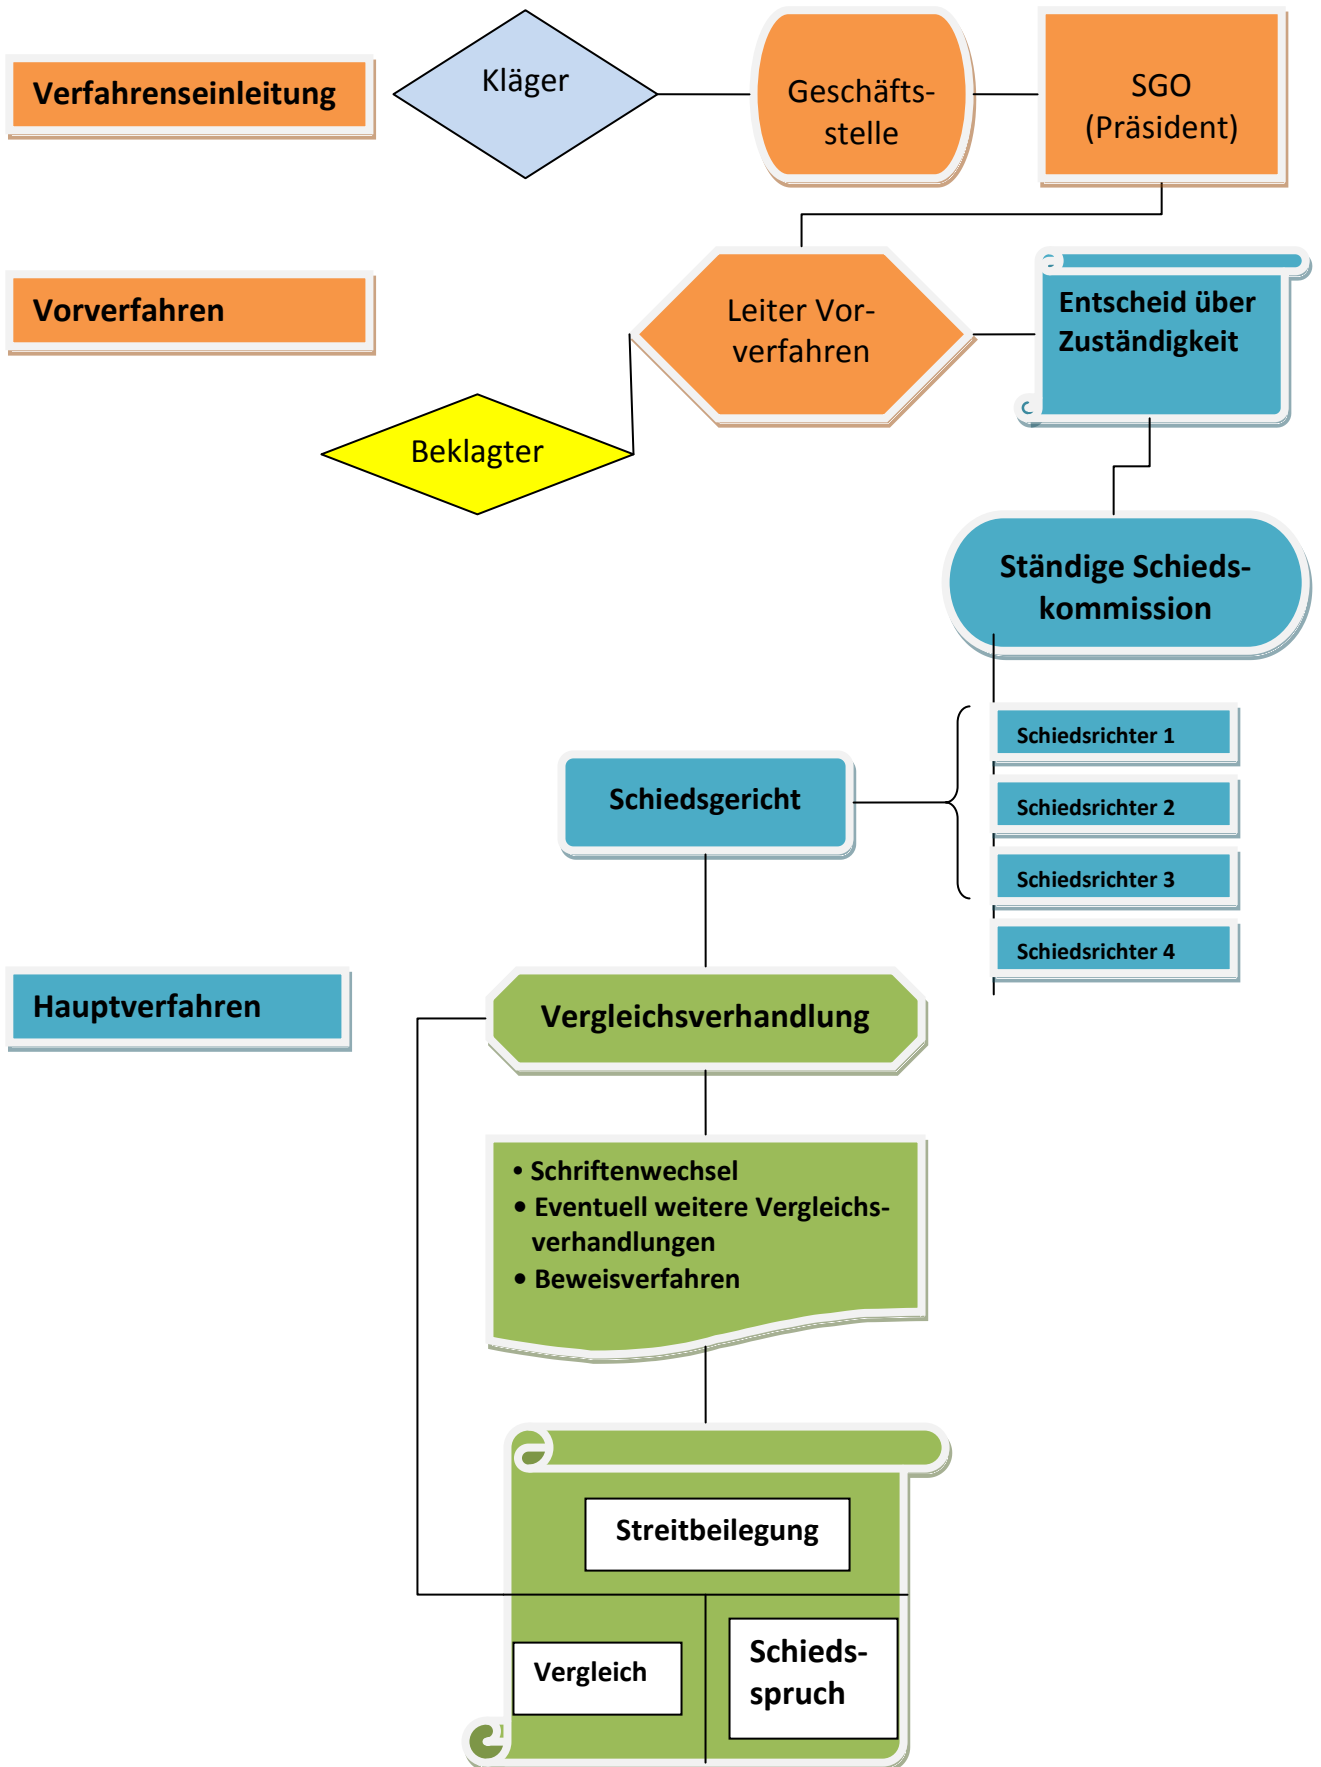 Verfahrenseinleitung
Kläger
Geschäfts-
stelle
SGO
(Präsident)
Vorverfahren
Leiter Vor-
verfahren
Entscheid über
Zuständigkeit
Beklagter
Ständige Schieds-
kommission
Schiedsgericht
Schiedsrichter 1
Schiedsrichter 2
Schiedsrichter 3
Schiedsrichter 4
Hauptverfahren
Vergleichsverhandlung
• Schriftenwechsel
• Eventuell weitere Vergleichs-
verhandlungen
• Beweisverfahren
Streitbeilegung
Vergleich
Schieds-
spruch